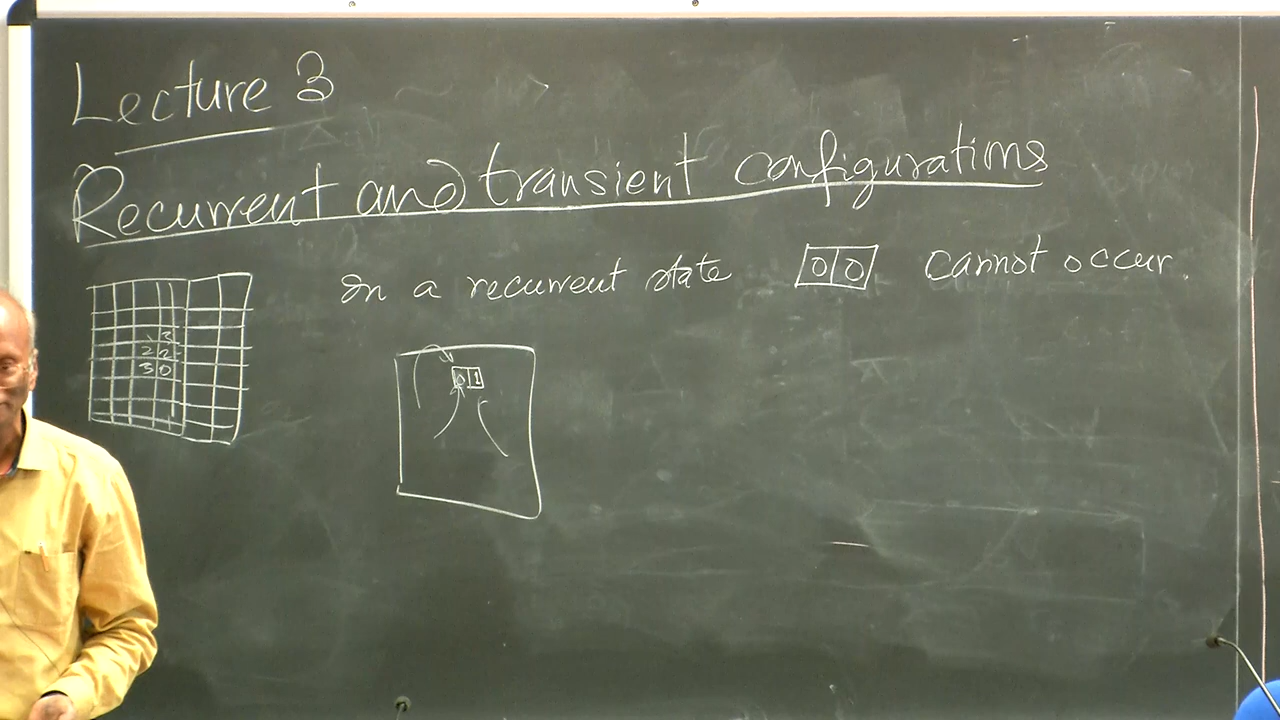 Lecture 3
Recurrent and transient configurations
In a recurrent state 0 0 cannot occur.
3
2 2
3 0
0 1